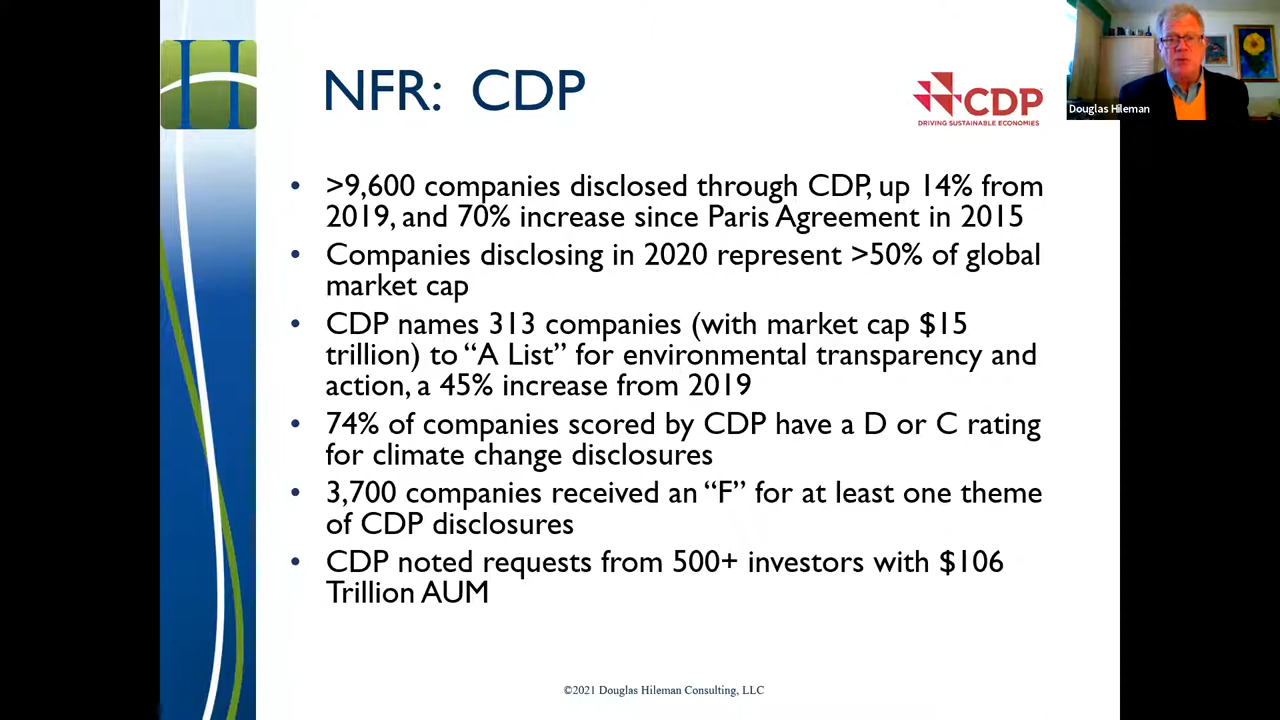 NFR: CDP
CDP
DRIVING SUSTAINABLE ECONOMIES
Douglas Hileman
• >9,600 companies disclosed through CDP, up 14% from
2019, and 70% increase since Paris Agreement in 2015
• Companies disclosing in 2020 represent >50% of global
market cap
• CDP names 313 companies (with market cap $15
trillion) to “A List” for environmental transparency and
action, a 45% increase from 2019
• 74% of companies scored by CDP have a D or C rating
for climate change disclosures
• 3,700 companies received an “F” for at least one theme
of CDP disclosures
• CDP noted requests from 500+ investors with $106
Trillion AUM
©2021 Douglas Hileman Consulting, LLC